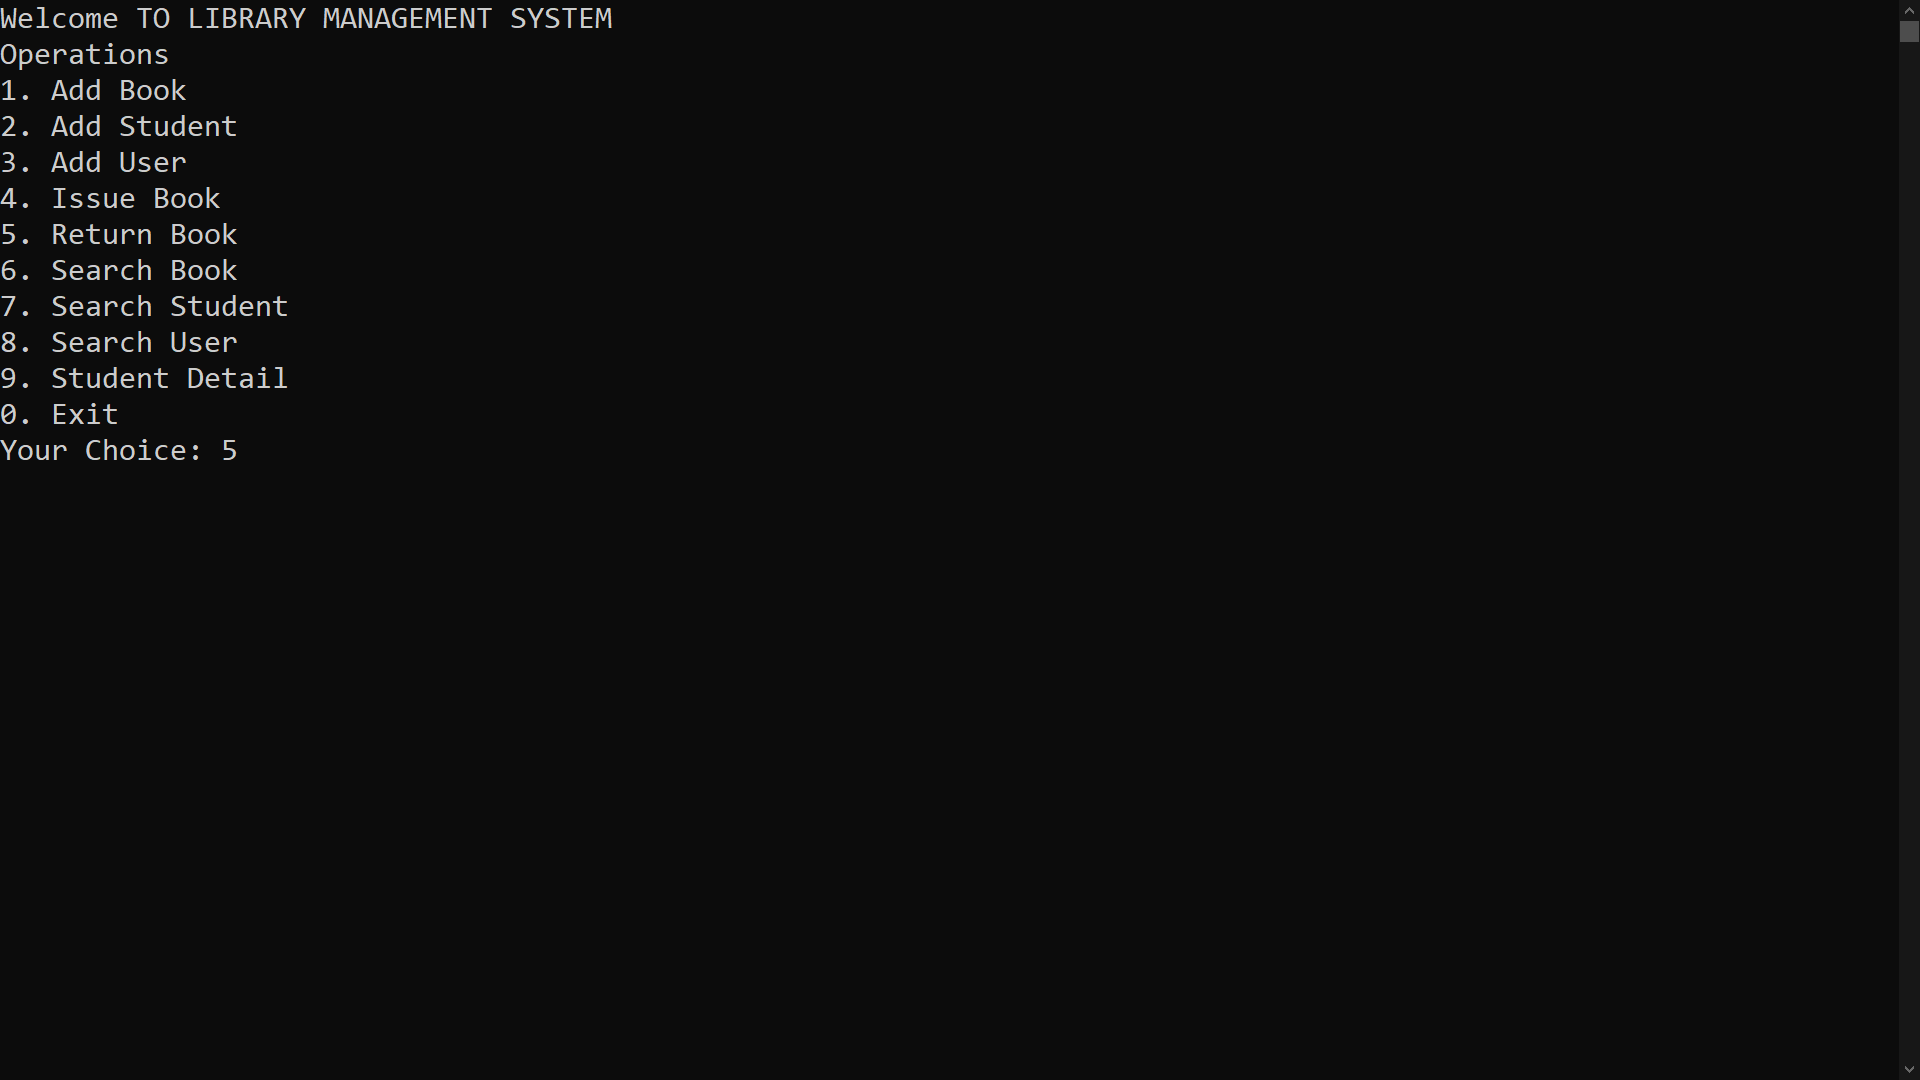 Welcome TO LIBRARY MANAGEMENT SYSTEM
Operations
1. Add Book
2. Add Student
3. Add User
4. Issue Book
5. Return Book
6. Search Book
7. Search Student
8. Search User
9. Student Detail
0. Exit
Your Choice: 5